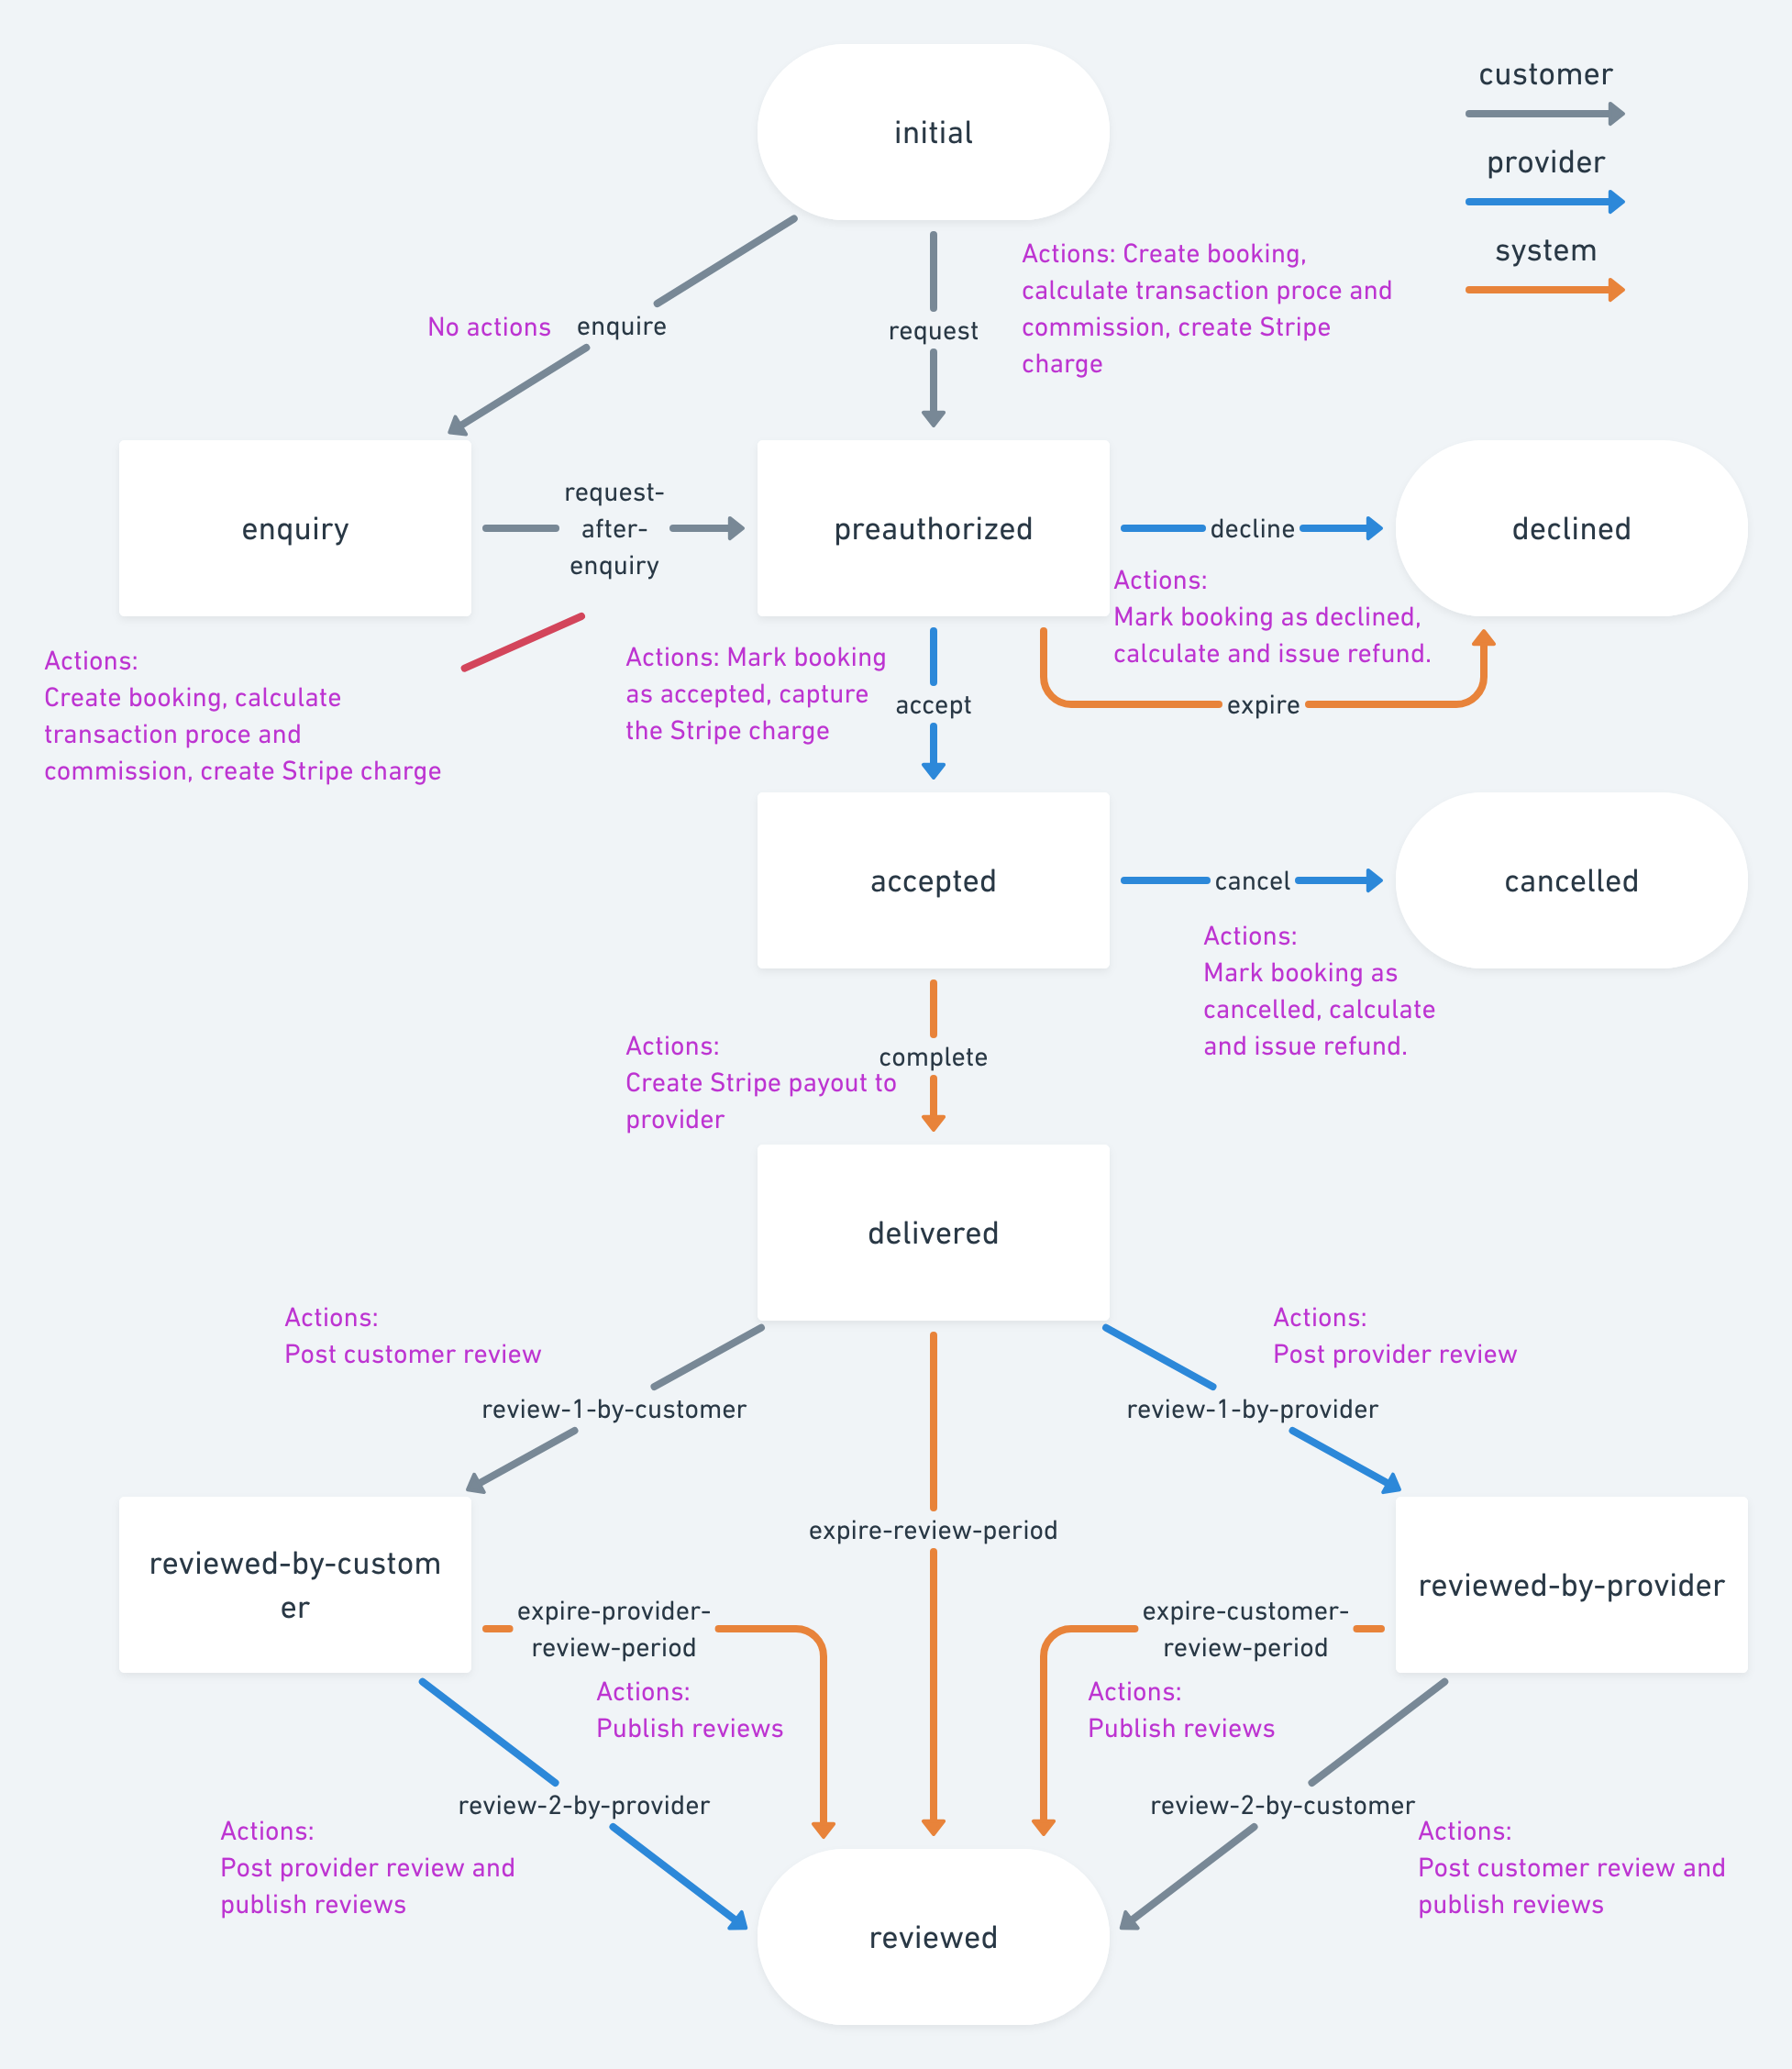 initial
customer
provider
system
Actions: Create booking,
calculate transaction proce and
commission, create Stripe
charge
No actions
enquire
request
enquiry
request-
after-
enquiry
preauthorized
decline
declined
Actions:
Mark booking as declined,
calculate and issue refund.
Actions:
Create booking, calculate
transaction proce and
commission, create Stripe charge
Actions: Mark booking
as accepted, capture
the Stripe charge
accept
expire
accepted
cancel
cancelled
Actions:
Mark booking as
cancelled, calculate
and issue refund.
Actions:
Create Stripe payout to
provider
complete
delivered
Actions:
Post customer review
Actions:
Post provider review
review-1-by-customer
review-1-by-provider
expire-review-period
reviewed-by-custom
er
reviewed-by-provider
expire-provider-
review-period
expire-customer-
review-period
Actions:
Publish reviews
Actions:
Publish reviews
review-2-by-provider
review-2-by-customer
Actions:
Post provider review and
publish reviews
Actions:
Post customer review and
publish reviews
reviewed